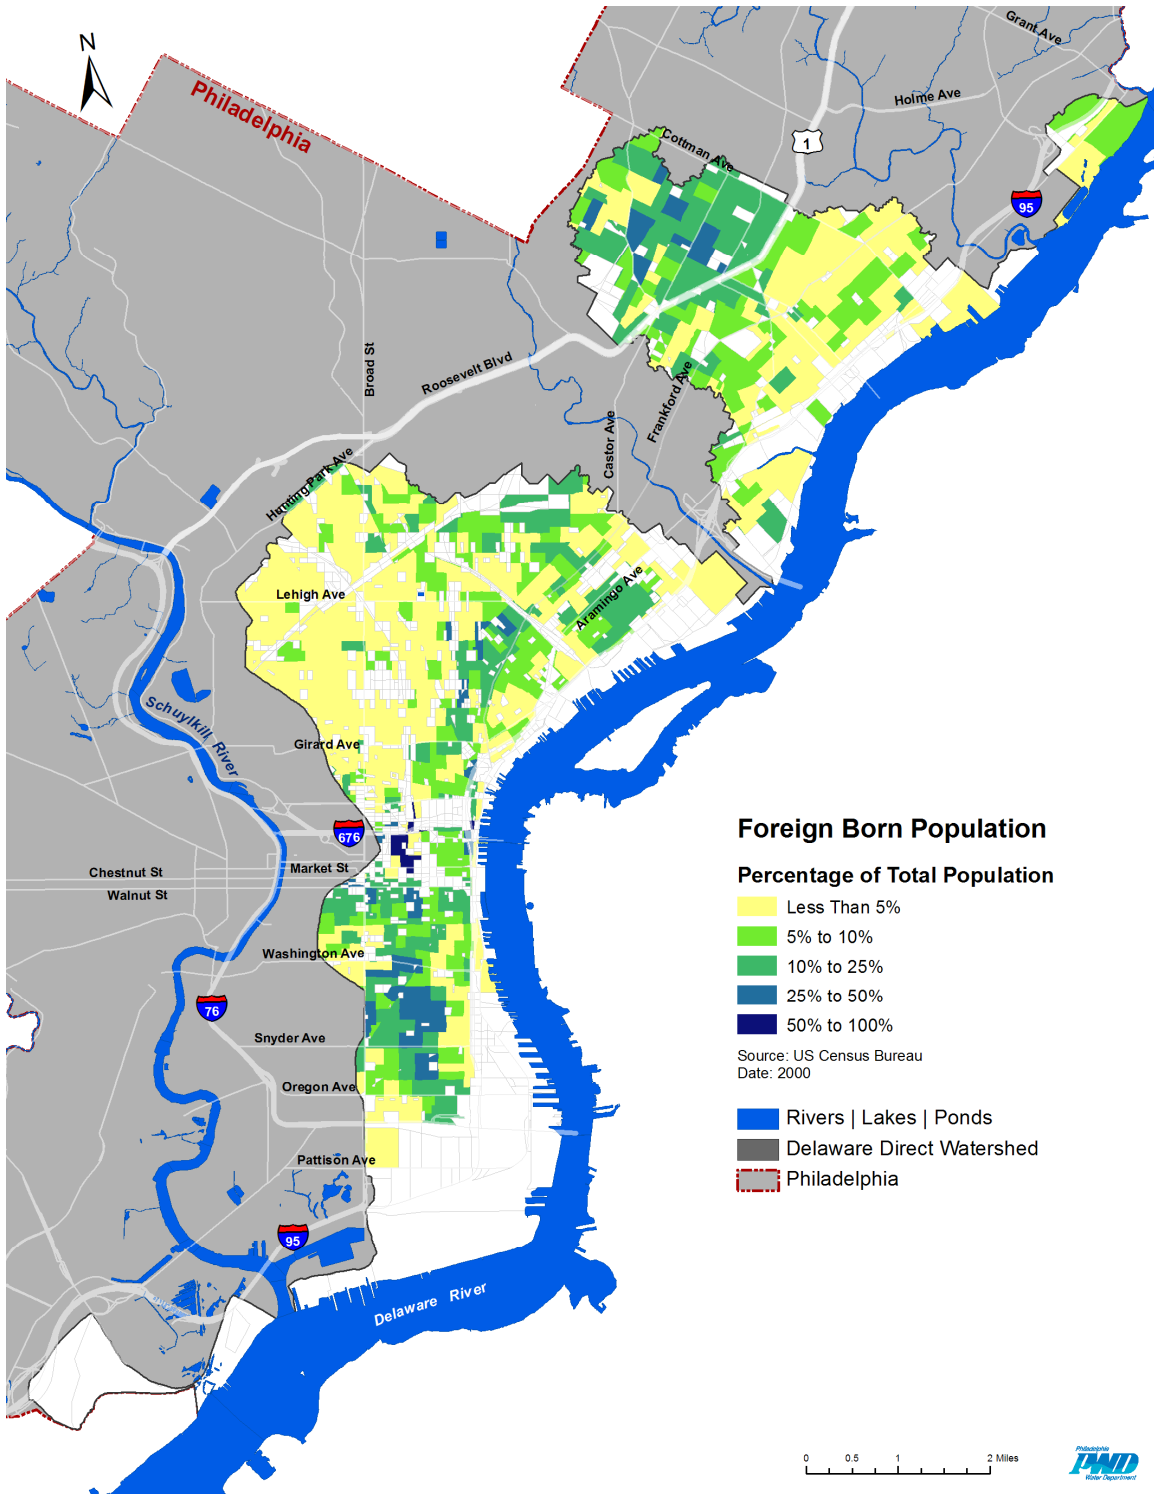 N
Philadelphia
Grant Ave
Holme Ave
Cottman Ave
1
95
Broad St
Roosevelt Blvd
Castor Ave
Frankford Ave
Hunting Park Ave
Lehigh Ave
Aramingo Ave
Schuylkill River
Girard Ave
676
Market St
Chestnut St
Walnut St
Washington Ave
76
Snyder Ave
Oregon Ave
Pattison Ave
95
Delaware River
Foreign Born Population
Percentage of Total Population
Less Than 5%
5% to 10%
10% to 25%
25% to 50%
50% to 100%
Source: US Census Bureau
Date: 2000
Rivers | Lakes | Ponds
Delaware Direct Watershed
Philadelphia
0 0.5 1 2 Miles
Philadelphia
PWD
Water Department